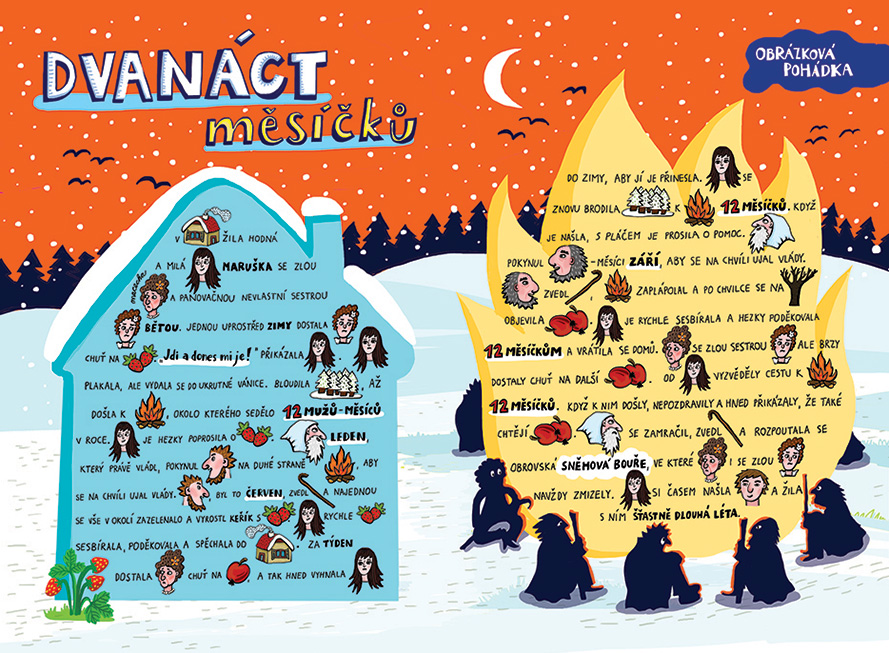 DVANÁCT
měsíčků
OBRÁZKOVÁ
POHÁDKA
V ŽILA HODNÁ
A MILÁ MARUŠKA SE ZLOU
macecha
A PANOVAČNOU NEVLASTNÍ SESTROU
BĚTOU. JEDNOU UPROSTŘED ZIMY DOSTALA
CHUŤ NA . „Jdi a dones mi je!“ PŘIKÁZALA .
PLAKALA, ALE VYDALA SE DO UKRUTNÉ VÁNICE. BLOUDILA , AŽ
DOŠLA K , OKOLO KTERÉHO SEDĚLO 12 MUŽŮ-MĚSÍCŮ
V ROCE. JE HEZKY POPROSILA O . LEDEN,
KTERÝ PRÁVĚ VLÁDL, POKYNUL NA DRUHÉ STRANĚ , ABY
SE NA CHVÍLI UJAL VLÁDY. BYL TO ČERVEN, ZVEDL A NAJEDNOU
SE VŠE V OKOLÍ ZAZELENALO A VYROSTL KEŘÍK S . RYCHLE
SESBÍRALA, PODĚKOVALA A SPĚCHALA DO . ZA TÝDEN
DOSTALA CHUŤ NA , A TAK HNED VYHNALA
DO ZIMY, ABY JÍ JE PŘINESLA. SE
ZNOVU BRODILA K 12 MĚSÍČKŮ. KDYŽ
JE NAŠLA, S PLÁČEM JE PROSILA O POMOC.
POKYNUL -MĚSÍCI ZÁŘÍ, ABY SE NA CHVÍLI UJAL VLÁDY.
ZVEDL , ZAPLÁPOLAL A PO CHVILCE SE NA
OBJEVILA . JE RYCHLE SESBÍRALA A HEZKY PODĚKOVALA
12 MĚSÍČKŮM A VRÁTILA SE DOMŮ. SE ZLOU SESTROU ALE BRZY
DOSTALY CHUŤ NA DALŠÍ . OD VYZVĚDĚLY CESTU K
12 MĚSÍČKŮ. KDYŽ K NIM DOŠLY, NEPOZDRAVILY A HNED PŘIKÁZALY, ŽE TAKÉ
CHTĚJÍ . SE ZAMRAČIL, ZVEDL A ROZPOUTALA SE
OBROVSKÁ SNĚHOVÁ BOUŘE, VE KTERÉ I SE ZLOU
NAVŽDY ZMIZELY. SI ČASEM NAŠLA A ŽILA
S NÍM ŠŤASTNĚ DLOUHÁ LÉTA.